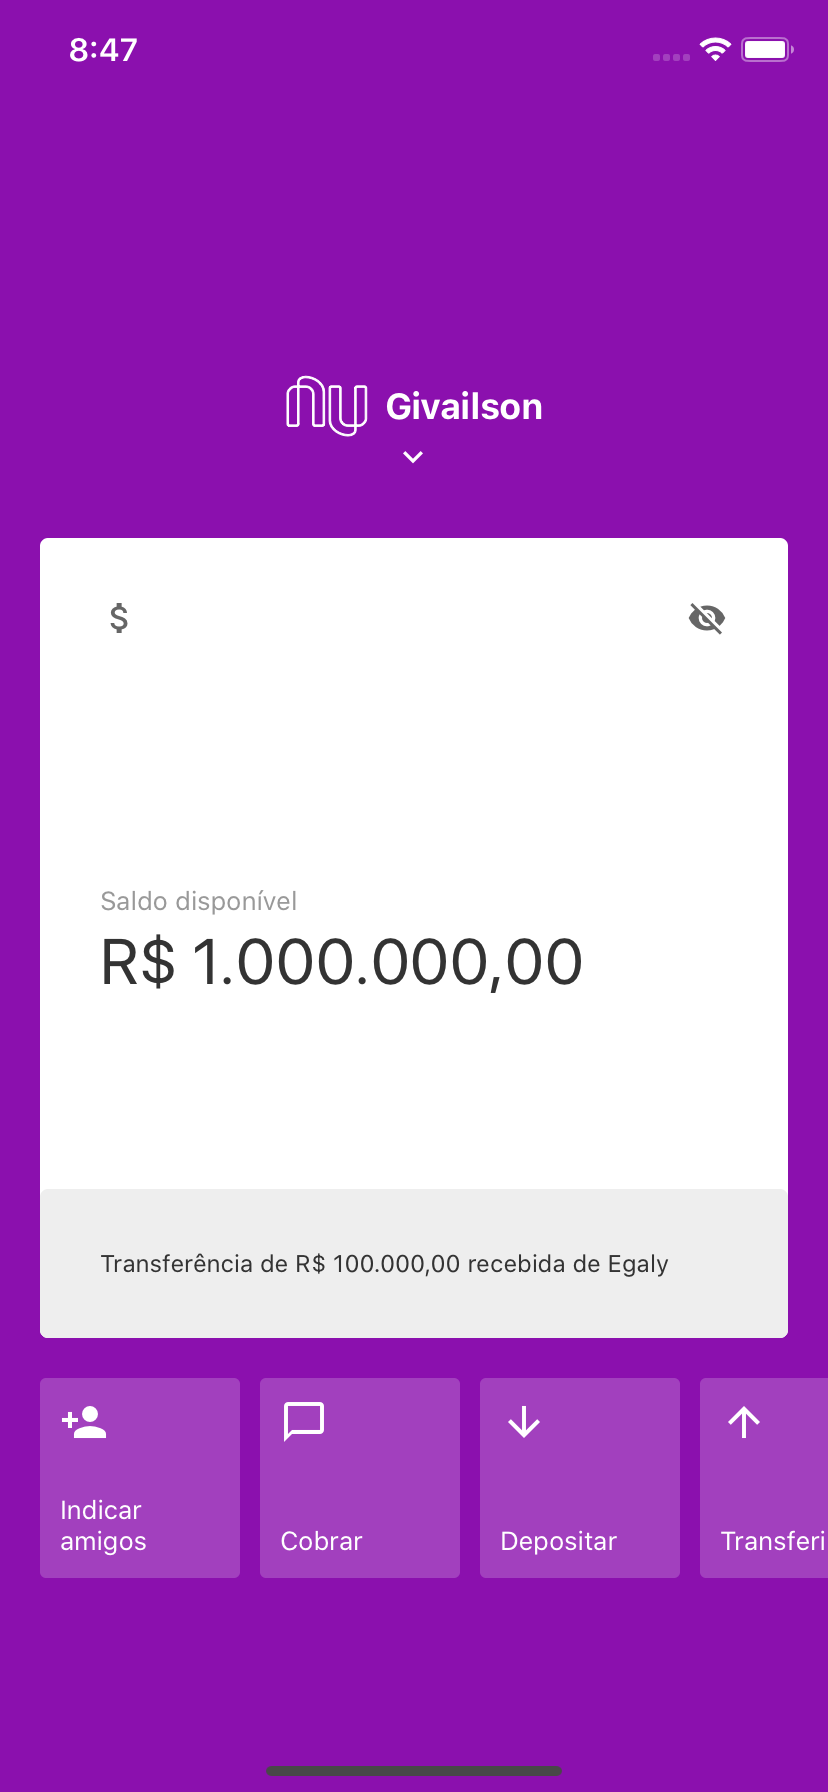 8:47
nu Givailson
$
Saldo disponível
R$ 1.000.000,00
Transferência de R$ 100.000,00 recebida de Egaly
Indicar
amigos
Cobrar
Depositar
Transferi